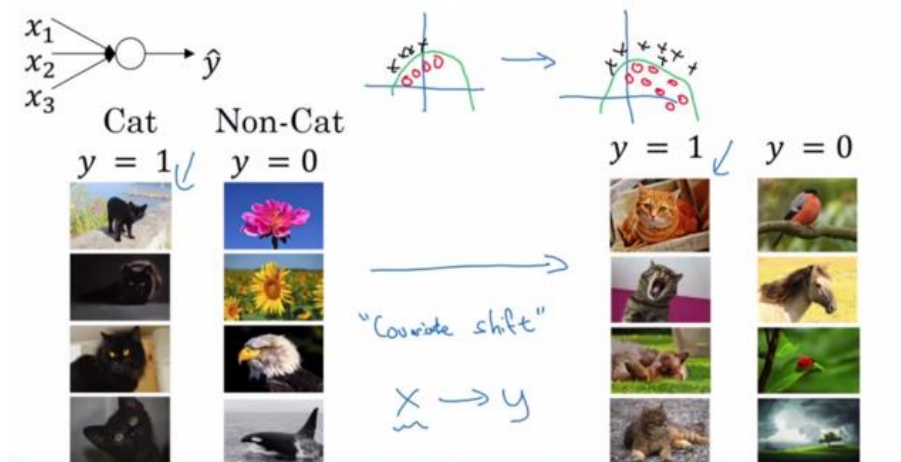 x₁
x₂
x₃
ŷ
Cat Non-Cat
y = 1 y = 0
y = 1 y = 0
"Covariate shift"
x → y